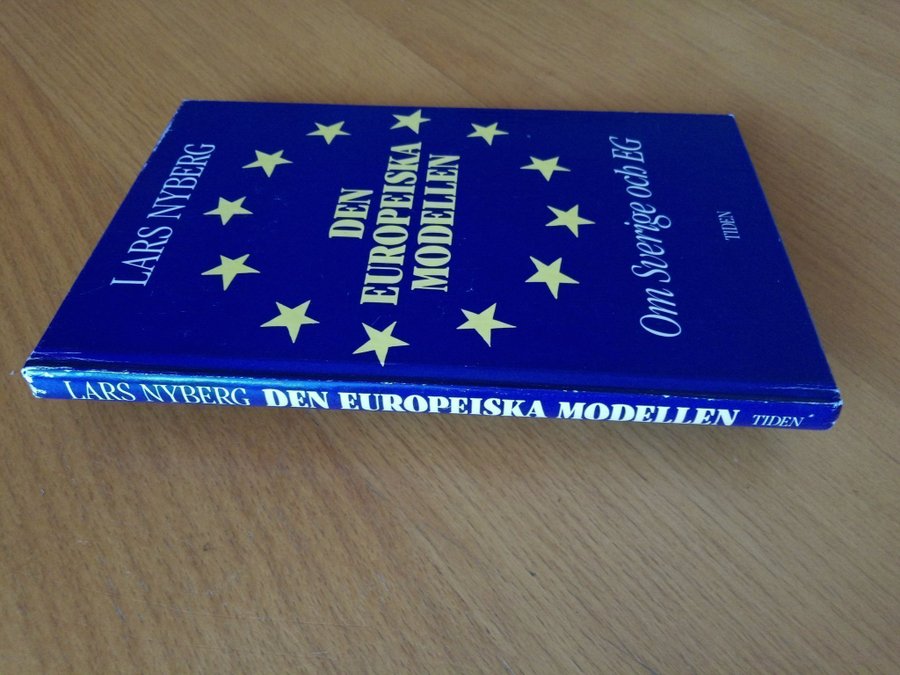 LARS NYBERG
DEN
EUROPEISKA
MODELLEN
Om Sverige och EG
TIDEN
LARS NYBERG DEN EUROPEISKA MODELLEN TIDEN